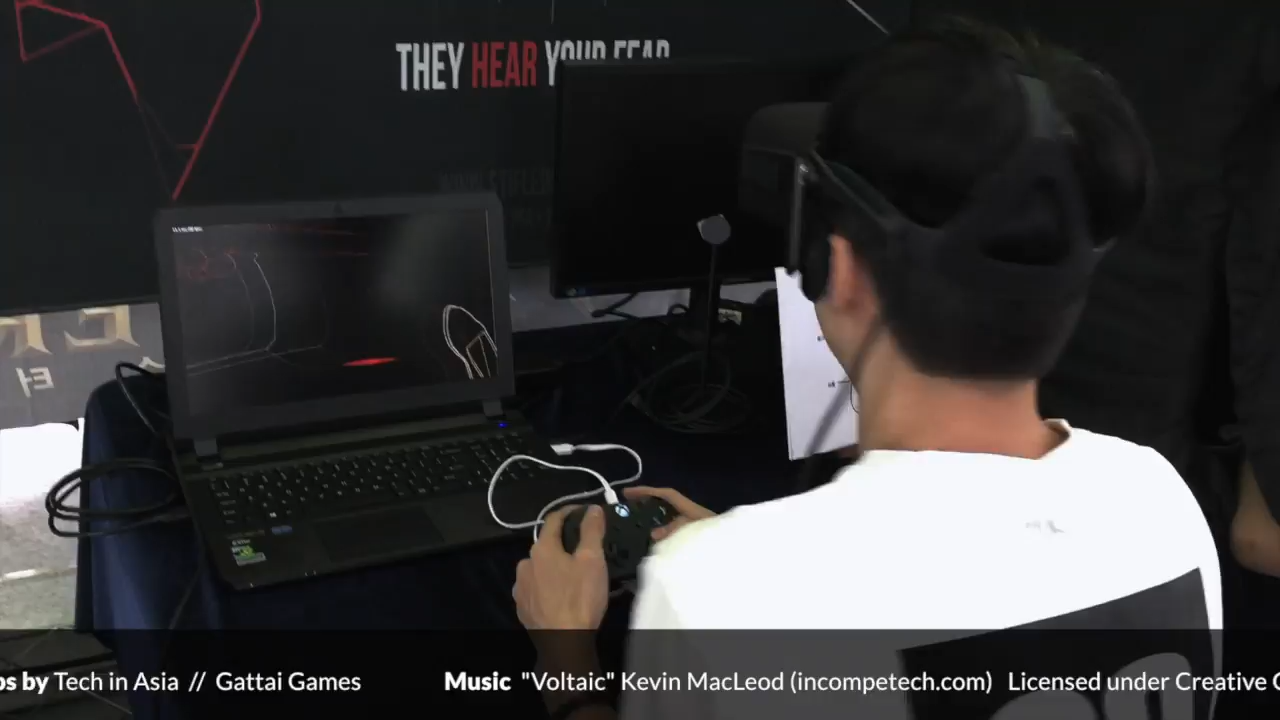 THEY HEAR YOUR FEAR
os by Tech in Asia // Gattai Games
Music "Voltaic" Kevin MacLeod (incompetech.com) Licensed under Creative C